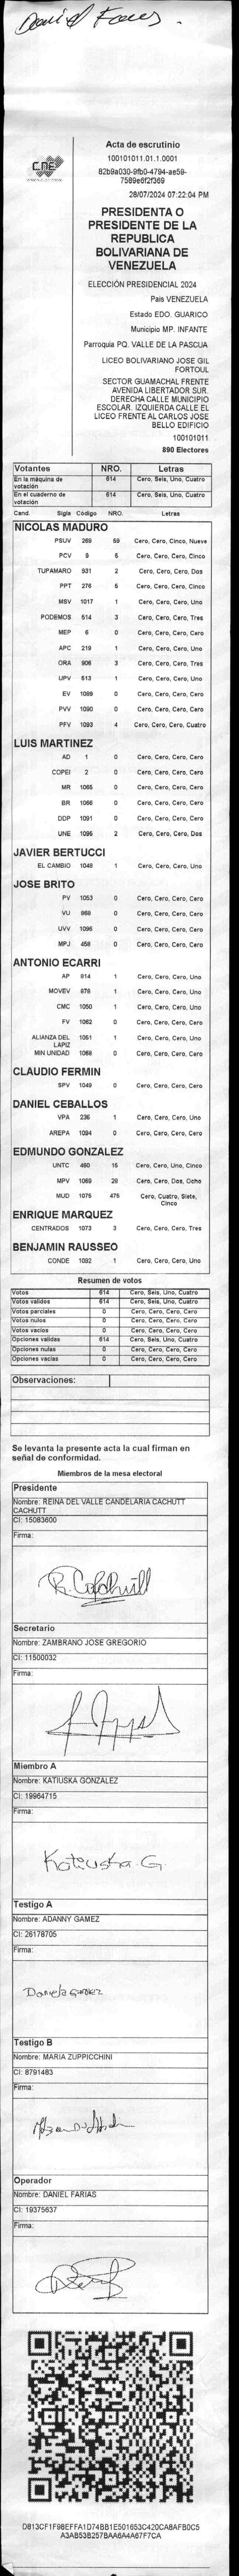 Daniel Farias.
CNE
Acta de escrutinio
100101011.01.1.0001
82b9a030-9fb0-4794-ae59-
7589e6f2f369
28/07/2024 07:22:04 PM
PRESIDENTA O
PRESIDENTE DE LA
REPUBLICA
BOLIVARIANA DE
VENEZUELA
ELECCIÓN PRESIDENCIAL 2024
Pais VENEZUELA
Estado EDO. GUARICO
Municipio MP. INFANTE
Parroquia PQ. VALLE DE LA PASCUA
LICEO BOLIVARIANO JOSE GIL
FORTOUL
SECTOR GUAMACHAL FRENTE
AVENIDA LIBERTADOR SUR.
DERECHA CALLE MUNICIPIO
ESCOLAR. IZQUIERDA CALLE EL
LICEO FRENTE AL CARLOS JOSE
BELLO EDIFICIO
100101011
890 Electores
Votantes NRO. Letras
En la máquina de
votación 614 Cero, Seis, Uno, Cuatro
En el cuaderno de
votación 614 Cero, Seis, Uno, Cuatro
Cand. Sigla Código NRO. Letras
NICOLAS MADURO
PSUV 269 59 Cero, Cero, Cinco, Nueve
PCV 9 5 Cero, Cero, Cero, Cinco
TUPAMARO 931 2 Cero, Cero, Cero, Dos
PPT 276 5 Cero, Cero, Cero, Cinco
MSV 1017 1 Cero, Cero, Cero, Uno
PODEMOS 514 3 Cero, Cero, Cero, Tres
MEP 6 0 Cero, Cero, Cero, Cero
APC 219 1 Cero, Cero, Cero, Uno
ORA 906 3 Cero, Cero, Cero, Tres
UPV 513 1 Cero, Cero, Cero, Uno
EV 1089 0 Cero, Cero, Cero, Cero
PVV 1090 0 Cero, Cero, Cero, Cero
PFV 1093 4 Cero, Cero, Cero, Cuatro
LUIS MARTINEZ
AD 1 0 Cero, Cero, Cero, Cero
COPEI 2 0 Cero, Cero, Cero, Cero
MR 1065 0 Cero, Cero, Cero, Cero
BR 1066 0 Cero, Cero, Cero, Cero
DDP 1091 0 Cero, Cero, Cero, Cero
UNE 1095 2 Cero, Cero, Cero, Dos
JAVIER BERTUCCI
EL CAMBIO 1048 1 Cero, Cero, Cero, Uno
JOSE BRITO
PV 1053 0 Cero, Cero, Cero, Cero
VU 968 0 Cero, Cero, Cero, Cero
UVV 1096 0 Cero, Cero, Cero, Cero
MPJ 458 0 Cero, Cero, Cero, Cero
ANTONIO ECARRI
AP 914 1 Cero, Cero, Cero, Uno
MOVEV 878 1 Cero, Cero, Cero, Uno
CMC 1050 1 Cero, Cero, Cero, Uno
FV 1062 0 Cero, Cero, Cero, Cero
ALIANZA DEL
LAPIZ 1051 1 Cero, Cero, Cero, Uno
MIN UNIDAD 1068 0 Cero, Cero, Cero, Cero
CLAUDIO FERMIN
SPV 1049 0 Cero, Cero, Cero, Cero
DANIEL CEBALLOS
VPA 236 1 Cero, Cero, Cero, Uno
AREPA 1094 0 Cero, Cero, Cero, Cero
EDMUNDO GONZALEZ
UNTC 460 15 Cero, Cero, Uno, Cinco
MPV 1069 28 Cero, Cero, Dos, Ocho
MUD 1075 475 Cero, Cuatro, Siete,
Cinco
ENRIQUE MARQUEZ
CENTRADOS 1073 3 Cero, Cero, Cero, Tres
BENJAMIN RAUSSEO
CONDE 1092 1 Cero, Cero, Cero, Uno
Resumen de votos
Votos 614 Cero, Seis, Uno, Cuatro
Votos validos 614 Cero, Seis, Uno, Cuatro
Votos parciales 0 Cero, Cero, Cero, Cero
Votos nulos 0 Cero, Cero, Cero, Cero
Votos vacios 0 Cero, Cero, Cero, Cero
Opciones validas 614 Cero, Seis, Uno, Cuatro
Opciones nulas 0 Cero, Cero, Cero, Cero
Opciones vacias 0 Cero, Cero, Cero, Cero
Observaciones:
Se levanta la presente acta la cual firman en
señal de conformidad.
Miembros de la mesa electoral
Presidente
Nombre: REINA DEL VALLE CANDELARIA CACHUTT
CACHUTT
CI: 15083600
Firma:
Secretario
Nombre: ZAMBRANO JOSE GREGORIO
CI: 11500032
Firma:
Miembro A
Nombre: KATIUSKA GONZALEZ
CI: 19964715
Firma:
Katiuska.G.
Testigo A
Nombre: ADANNY GAMEZ
CI: 26178705
Firma:
Testigo B
Nombre: MARIA ZUPPICCHINI
CI: 8791483
Firma:
Operador
Nombre: DANIEL FARIAS
CI: 19375637
Firma:
D813CF1F98EFFA1D74BB1E501653C420CA8AFB0C5
A3AB53B257BAA6A4A67F7CA